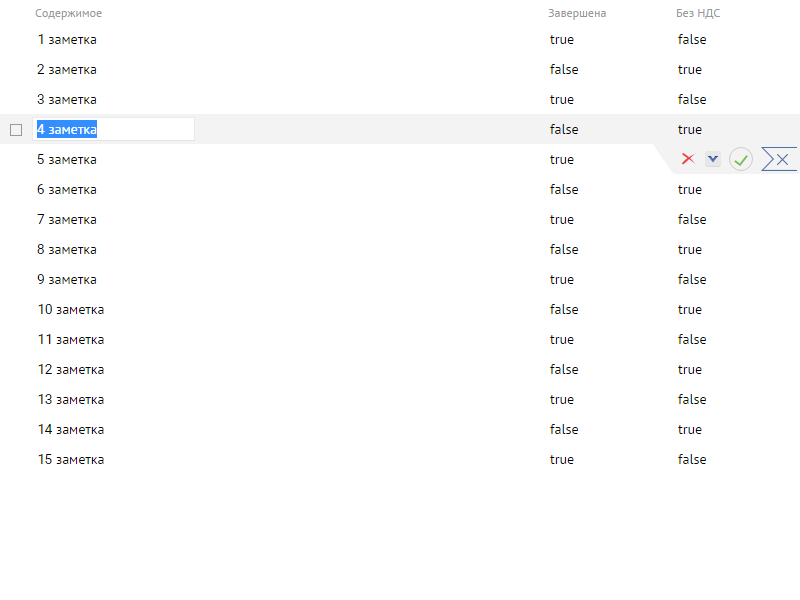 Содержимое Завершена Без НДС
1 заметка true false
2 заметка false true
3 заметка true false
4 заметка false true
5 заметка true
6 заметка false true
7 заметка true false
8 заметка false true
9 заметка true false
10 заметка false true
11 заметка true false
12 заметка false true
13 заметка true false
14 заметка false true
15 заметка true false